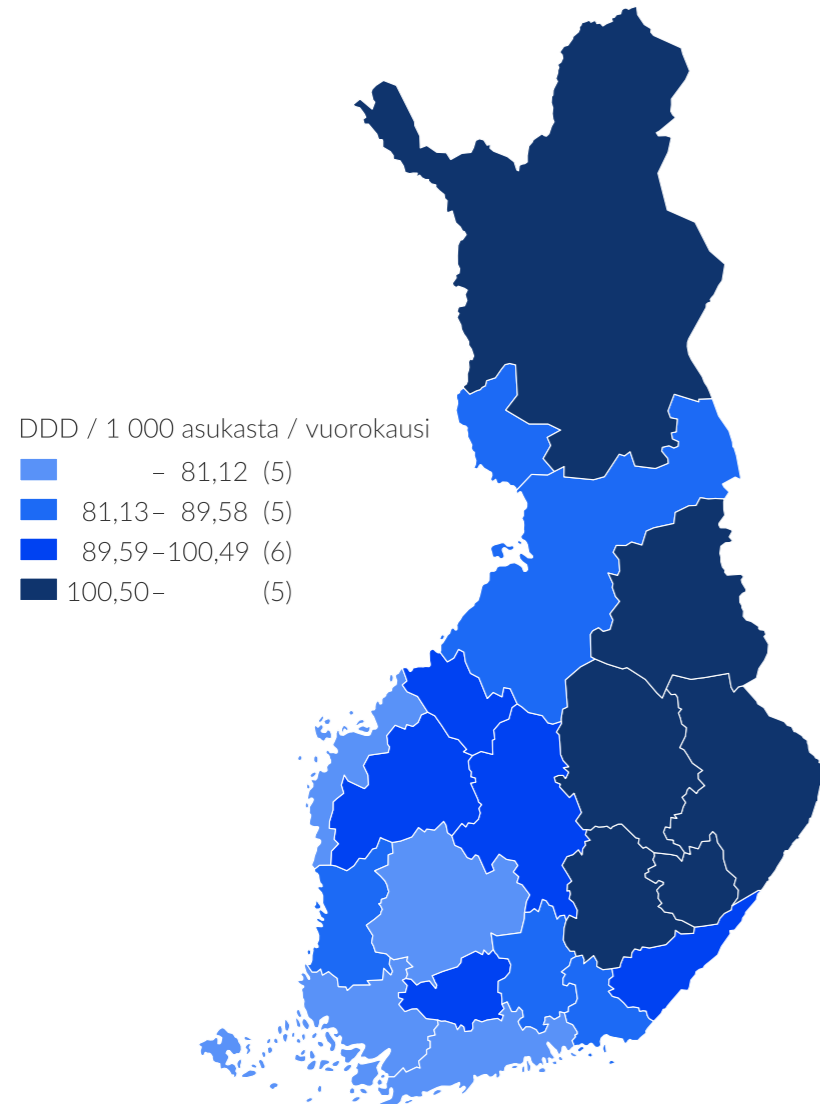 DDD / 1 000 asukasta / vuorokausi
– 81,12 (5)
81,13– 89,58 (5)
89,59–100,49 (6)
100,50– (5)